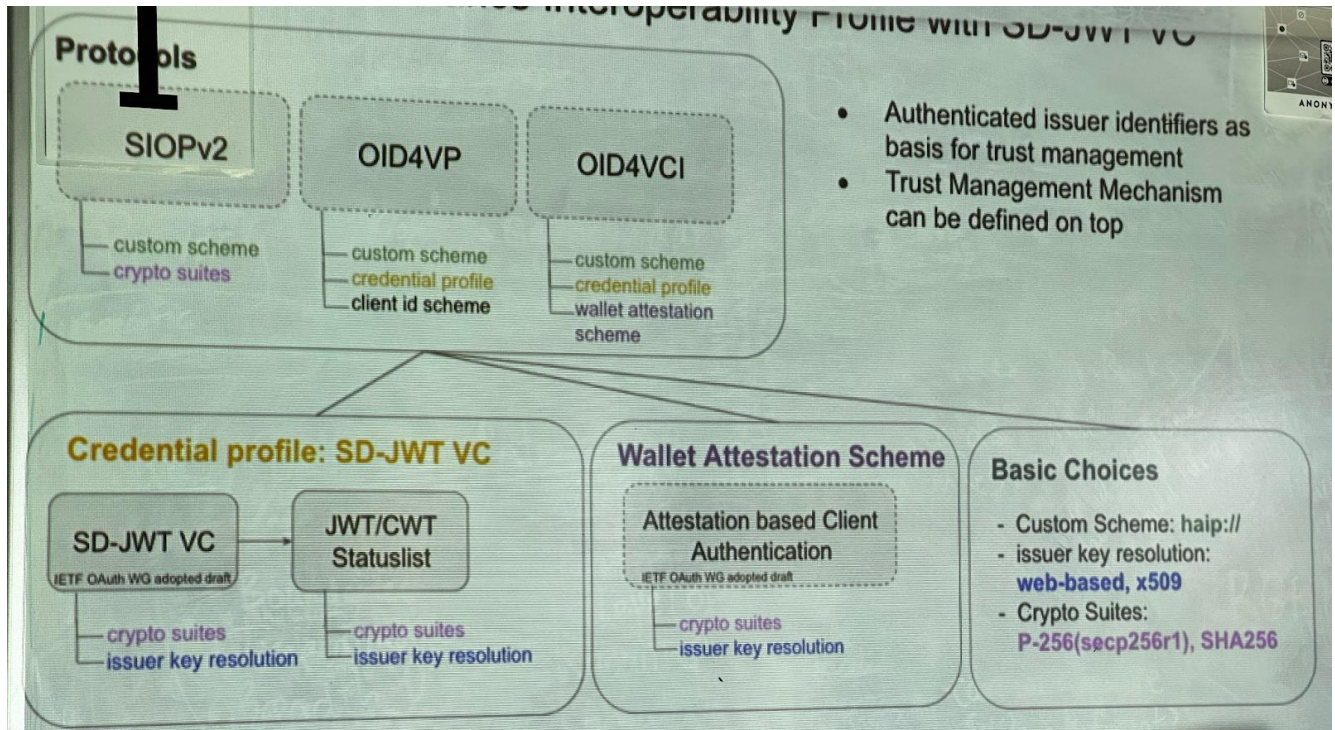 Interoperability Profile with SD-JWT VC
Protocols
SIOPv2
OID4VP
OID4VCI
custom scheme
crypto suites
custom scheme
credential profile
client id scheme
custom scheme
credential profile
wallet attestation
scheme
• Authenticated issuer identifiers as
basis for trust management
• Trust Management Mechanism
can be defined on top
Credential profile: SD-JWT VC
SD-JWT VC
IETF OAuth WG adopted draft
JWT/CWT
Statuslist
crypto suites
issuer key resolution
crypto suites
issuer key resolution
Wallet Attestation Scheme
Attestation based Client
Authentication
IETF OAuth WG adopted draft
crypto suites
issuer key resolution
Basic Choices
- Custom Scheme: haip://
- issuer key resolution:
web-based, x509
- Crypto Suites:
P-256(secp256r1), SHA256